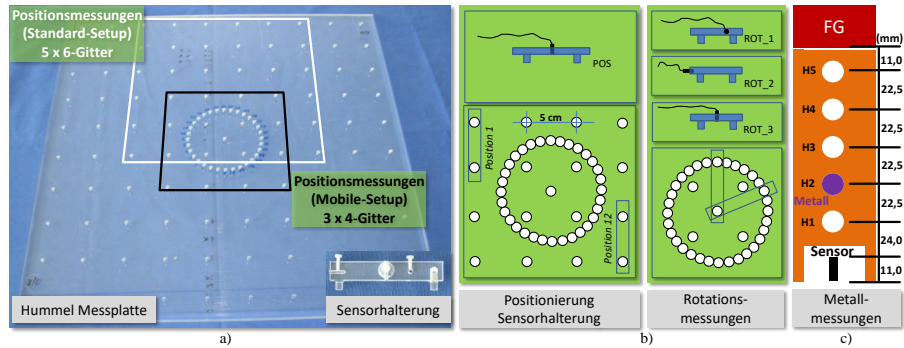 Positionsmessungen
(Standard-Setup)
5 x 6-Gitter
Positionsmessungen
(Mobile-Setup)
3 x 4-Gitter
Hummel Messplatte
Sensorhalterung
a)
POS
5 cm
Position 1
Position 12
Positionierung
Sensorhalterung
ROT_1
ROT_2
ROT_3
Rotations-
messungen
b)
FG
(mm)
11,0
H5
22,5
H4
22,5
H3
22,5
H2
Metall
22,5
H1
24,0
Sensor
11,0
Metall-
messungen
c)